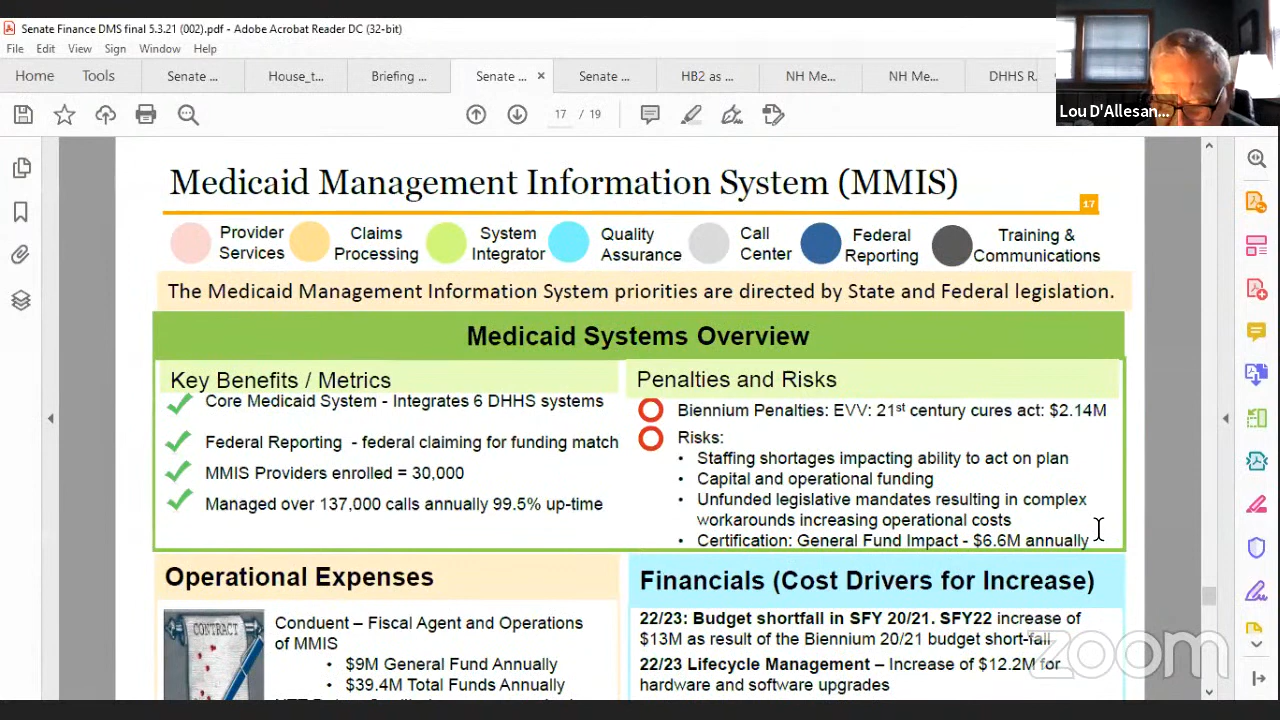 Senate Finance DMS final 5.3.21 (002).pdf - Adobe Acrobat Reader DC (32-bit)
File Edit View Sign Window Help
Home Tools Senate ... House_t... Briefing ... Senate ... × Senate ... HB2 as ... NH Me... NH Me... DHHS R.
17 / 19
Lou D'Allesan...
Medicaid Management Information System (MMIS)
17
Provider Services
Claims Processing
System Integrator
Quality Assurance
Call Center
Federal Reporting
Training & Communications
The Medicaid Management Information System priorities are directed by State and Federal legislation.
Medicaid Systems Overview
Key Benefits / Metrics
Core Medicaid System - Integrates 6 DHHS systems
Federal Reporting - federal claiming for funding match
MMIS Providers enrolled = 30,000
Managed over 137,000 calls annually 99.5% up-time
Penalties and Risks
Biennium Penalties: EVV: 21st century cures act: $2.14M
Risks:
• Staffing shortages impacting ability to act on plan
• Capital and operational funding
• Unfunded legislative mandates resulting in complex
workarounds increasing operational costs
• Certification: General Fund Impact - $6.6M annually
Operational Expenses
CONTRACT
Conduent – Fiscal Agent and Operations
of MMIS
• $9M General Fund Annually
• $39.4M Total Funds Annually
Financials (Cost Drivers for Increase)
22/23: Budget shortfall in SFY 20/21. SFY22 increase of
$13M as result of the Biennium 20/21 budget short-fall
22/23 Lifecycle Management – Increase of $12.2M for
hardware and software upgrades
zoom